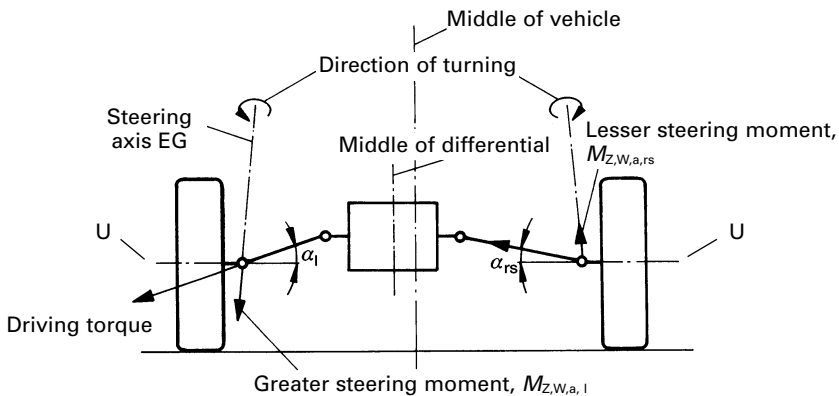 Middle of vehicle
Direction of turning
Steering
axis EG
Middle of differential
Lesser steering moment,
M_Z,W,a,rs
U
U
α_l
α_rs
Driving torque
Greater steering moment, M_Z,W,a, l